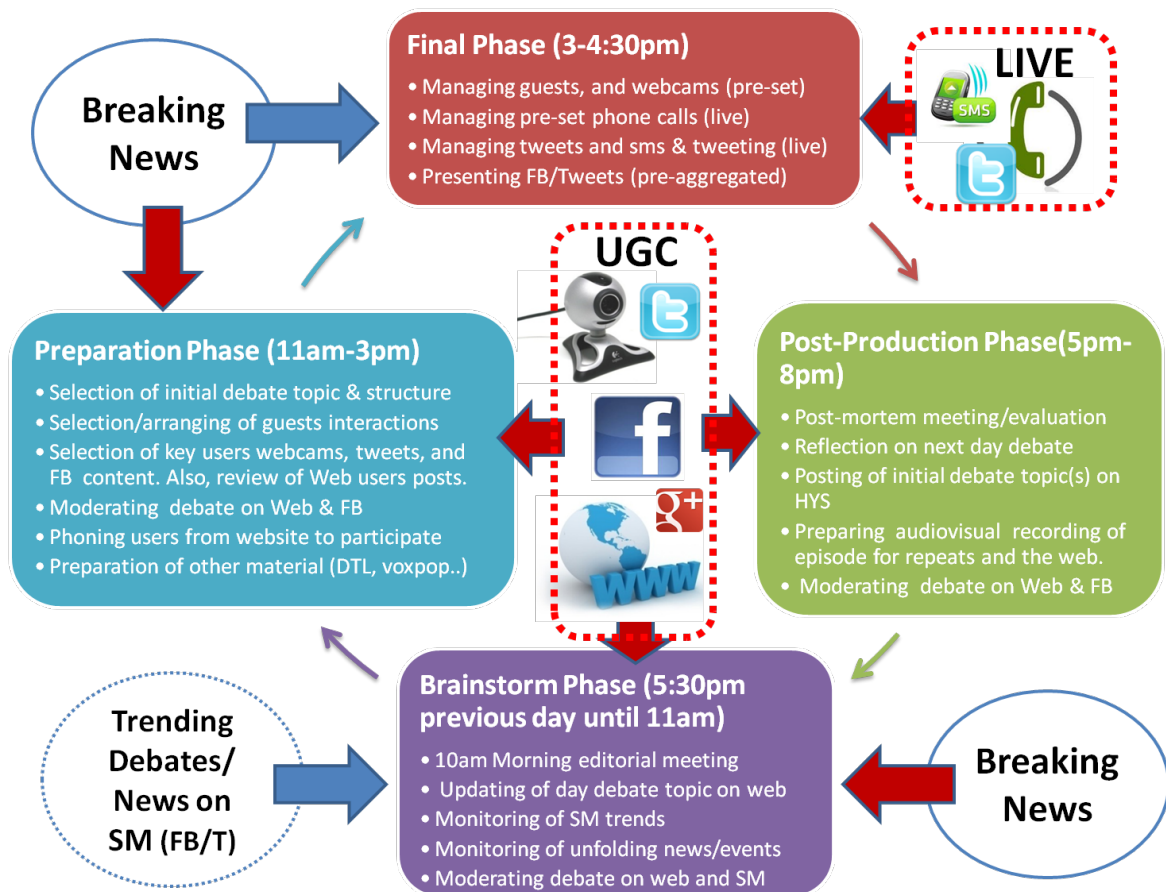 Final Phase (3-4:30pm)
• Managing guests, and webcams (pre-set)
• Managing pre-set phone calls (live)
• Managing tweets and sms & tweeting (live)
• Presenting FB/Tweets (pre-aggregated)
LIVE
SMS
Breaking
News
UGC
Preparation Phase (11am-3pm)
• Selection of initial debate topic & structure
• Selection/arranging of guests interactions
• Selection of key users webcams, tweets, and
FB content. Also, review of Web users posts.
• Moderating debate on Web & FB
• Phoning users from website to participate
• Preparation of other material (DTL, voxpop..)
f
g+
WWW
Post-Production Phase(5pm-
8pm)
• Post-mortem meeting/evaluation
• Reflection on next day debate
• Posting of initial debate topic(s) on
HYS
• Preparing audiovisual recording of
episode for repeats and the web.
• Moderating debate on Web & FB
Brainstorm Phase (5:30pm
previous day until 11am)
• 10am Morning editorial meeting
• Updating of day debate topic on web
• Monitoring of SM trends
• Monitoring of unfolding news/events
• Moderating debate on web and SM
Trending
Debates/
News on
SM (FB/T)
Breaking
News